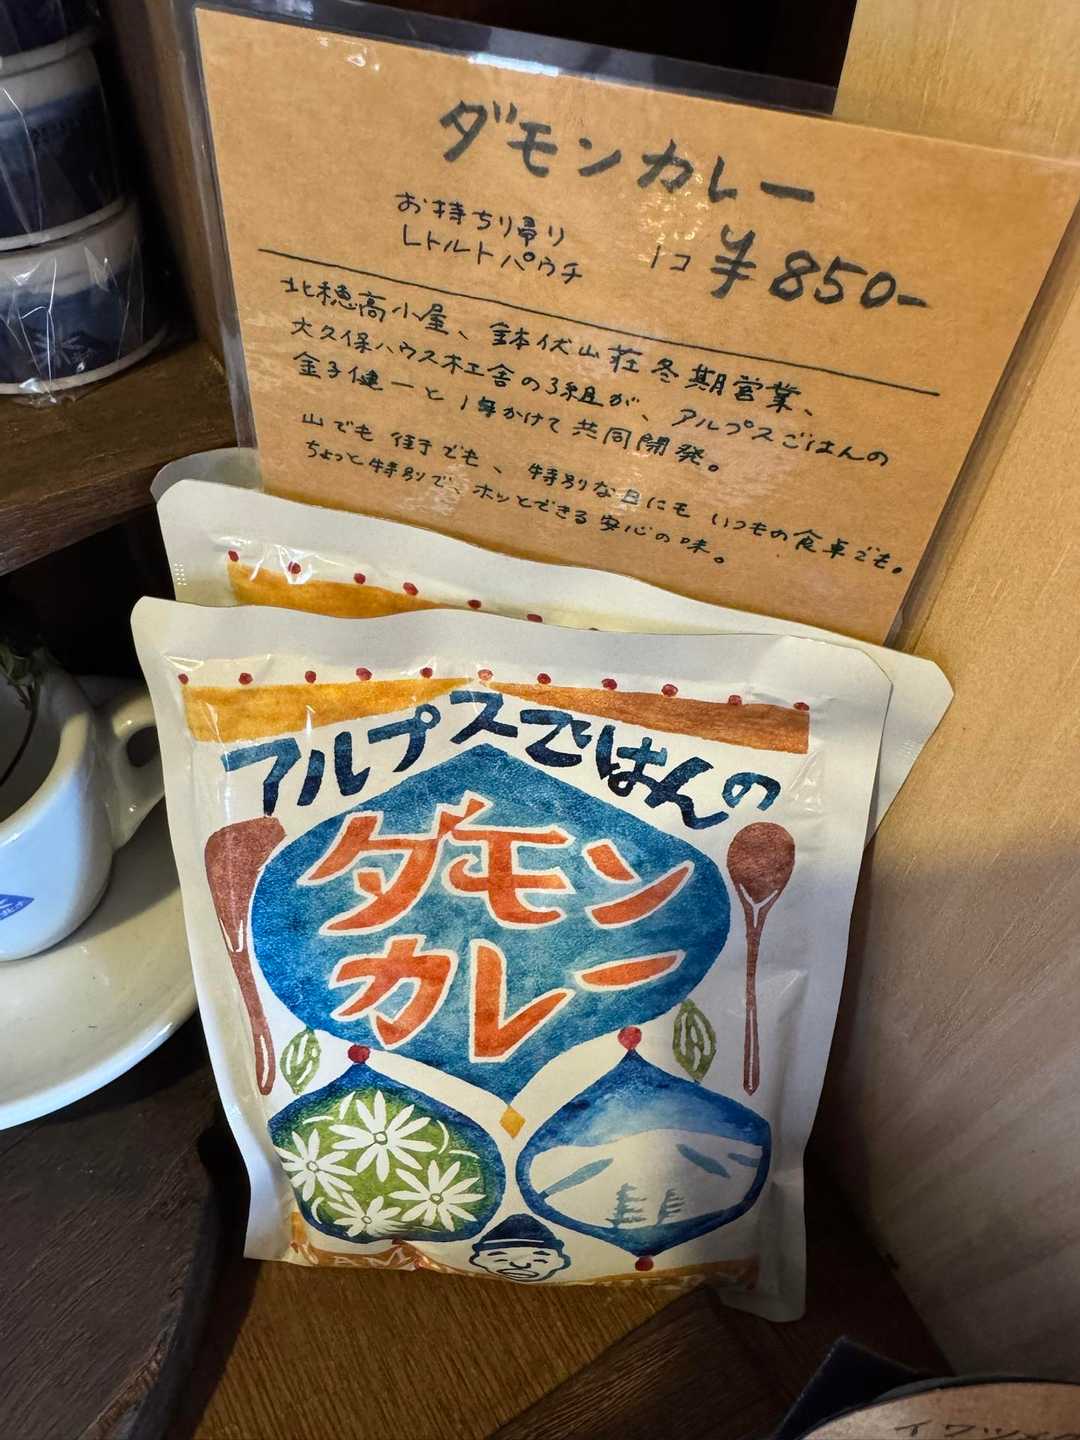 ダモンカレー
お持ち帰り
レトルトパウチ
1コ ¥850-
北穂高小屋、鉢伏山荘冬期営業、
大久保ハウス木工舎の3組が、アルプスごはんの
金子健一と1年かけて共同開発。
山でも街でも、特別な日にもいつもの食卓でも。
ちょっと特別で、ホッとできる安心の味。
アルプスごはんの
ダモン
カレー